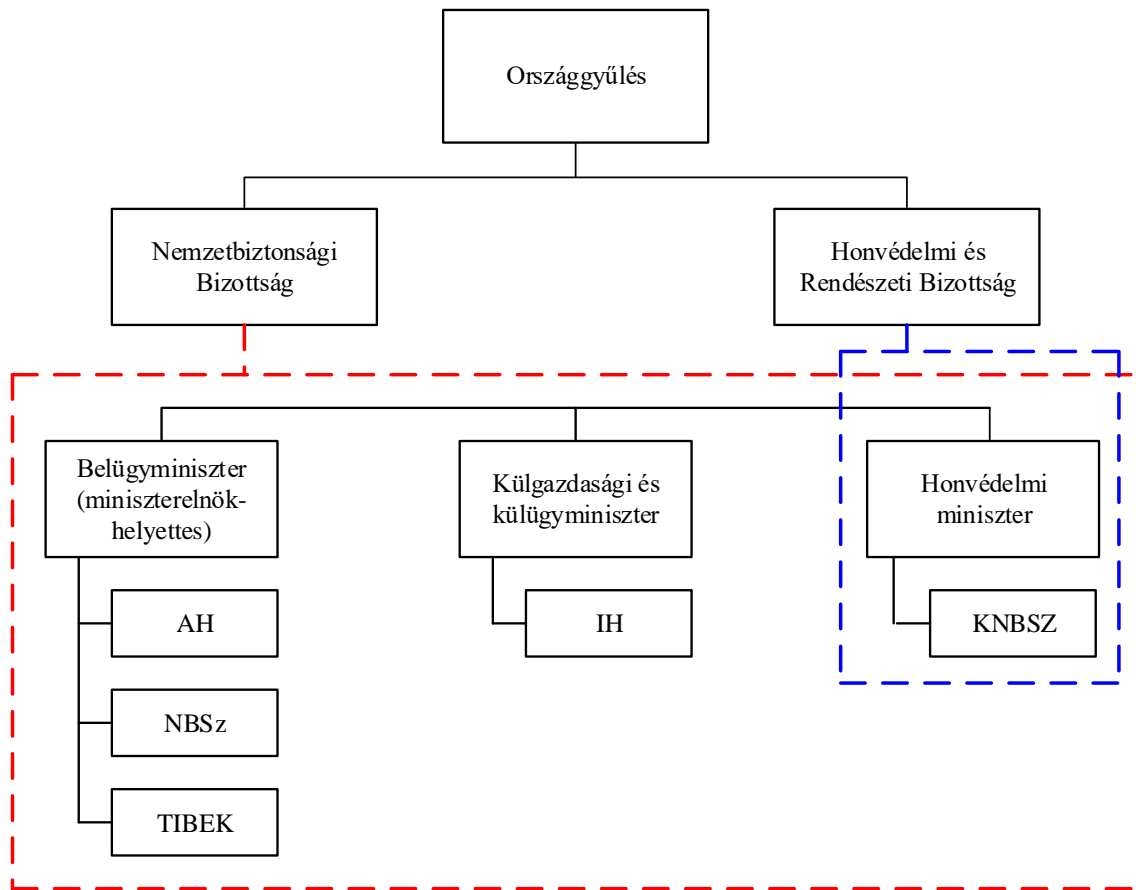 Országgyűlés
Nemzetbiztonsági
Bizottság
Honvédelmi és
Rendészeti Bizottság
Belügyminiszter
(miniszterelnök-
helyettes)
Külgazdasági és
külügyminiszter
Honvédelmi
miniszter
AH
IH
KNBSZ
NBSz
TIBEK